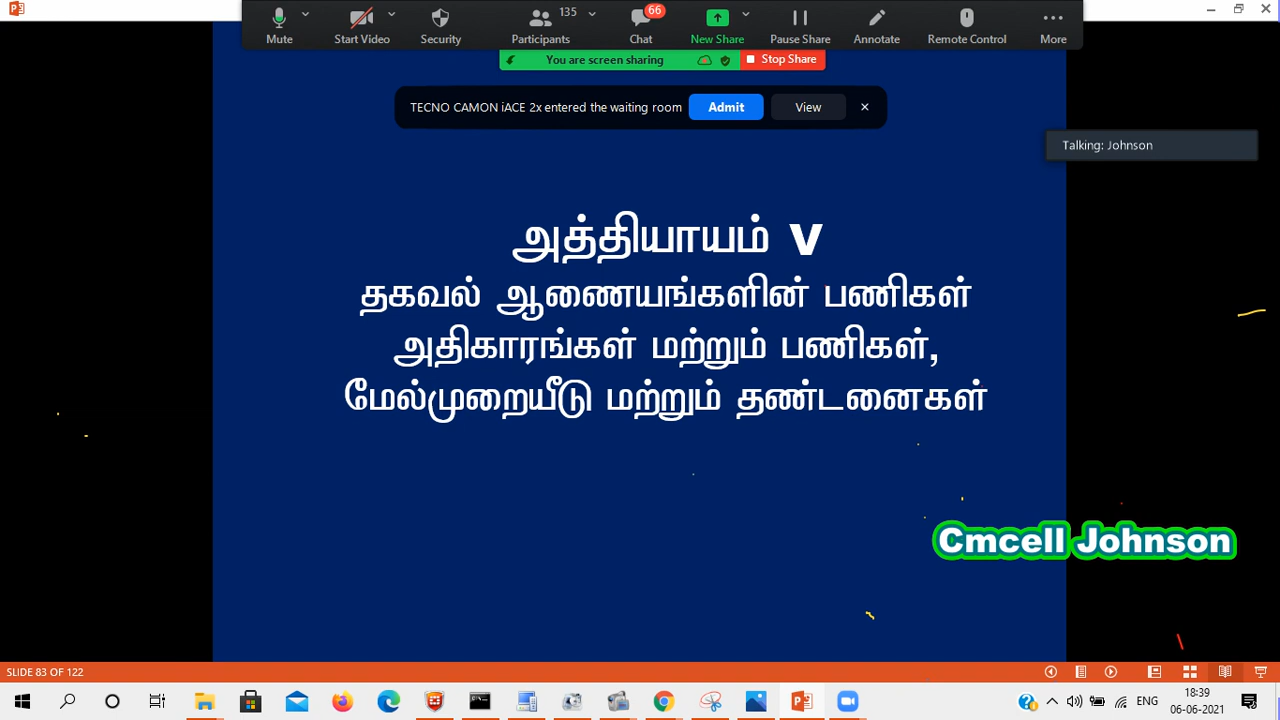 135
66
Mute
Start Video
Security
Participants
Chat
New Share
Pause Share
Annotate
Remote Control
More
You are screen sharing
Stop Share
TECNO CAMON iACE 2x entered the waiting room
Admit
View
Talking: Johnson
அத்தியாயம் V
தகவல் ஆணையங்களின் பணிகள்
அதிகாரங்கள் மற்றும் பணிகள்,
மேல்முறையீடு மற்றும் தண்டனைகள்
Cmcell Johnson
SLIDE 83 OF 122
ENG
18:39
06-06-2021